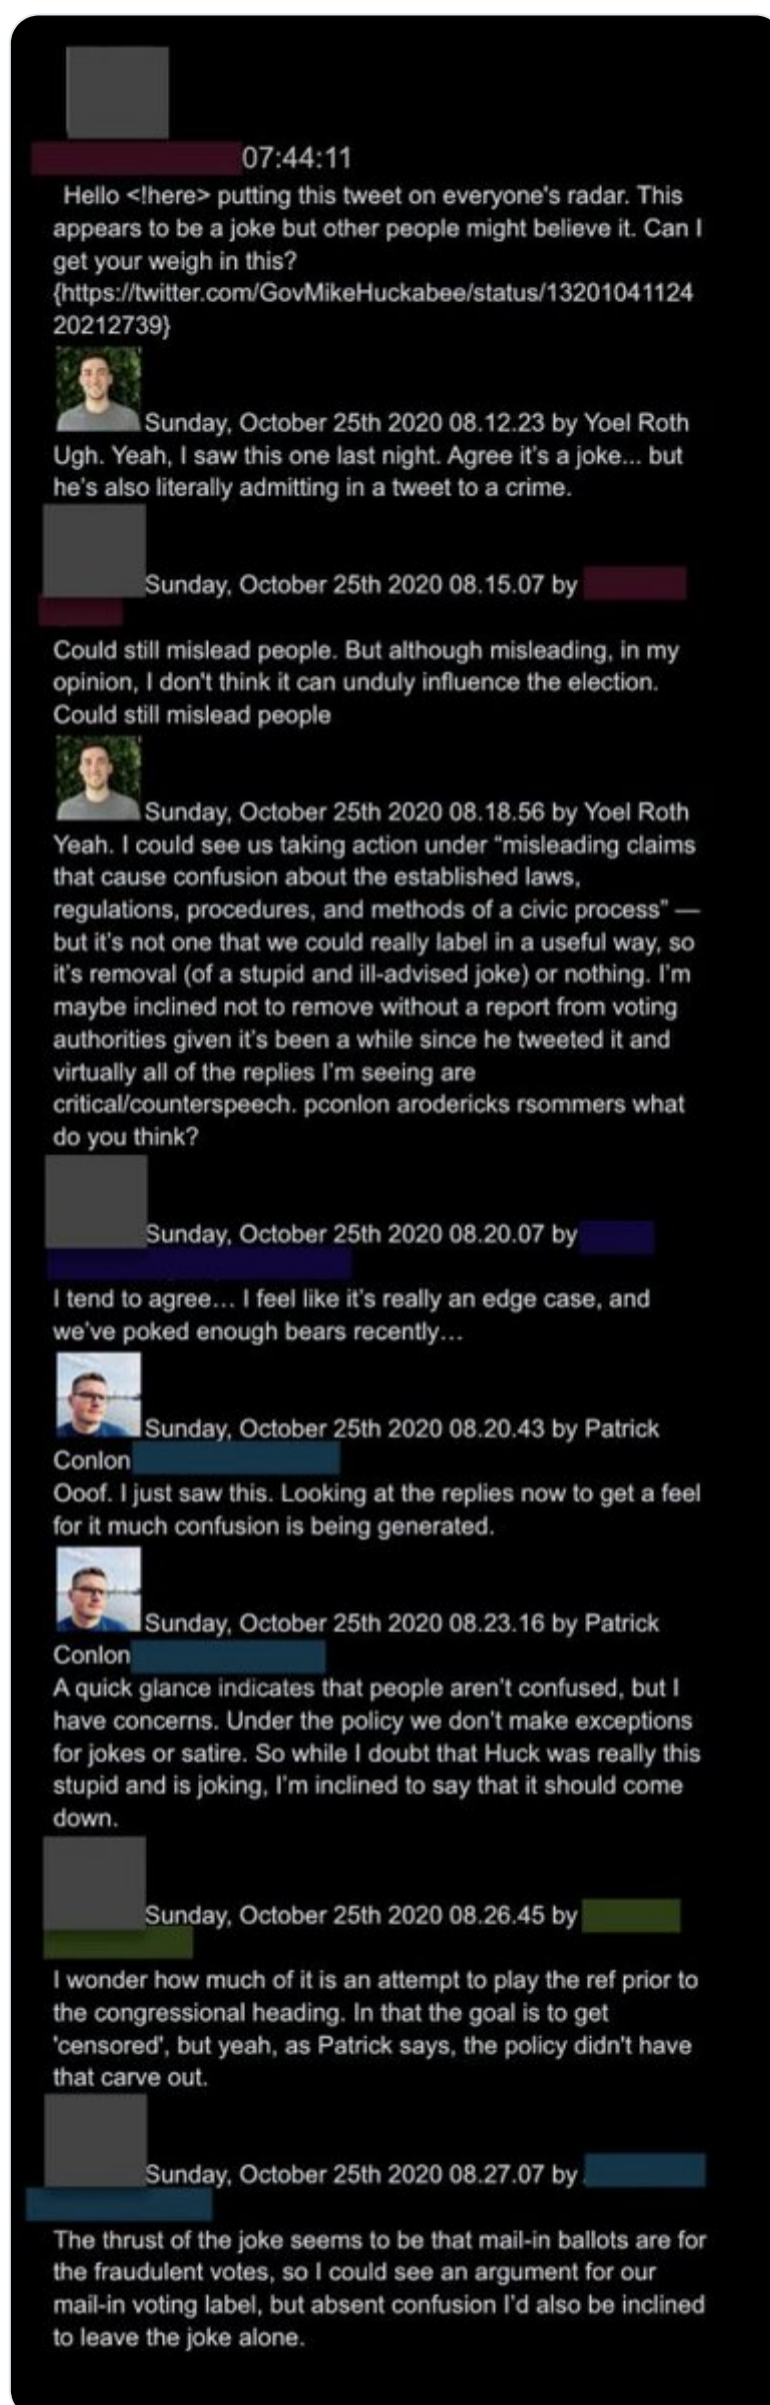 07:44:11
Hello <!here> putting this tweet on everyone's radar. This
appears to be a joke but other people might believe it. Can I
get your weigh in this?
{https://twitter.com/GovMikeHuckabee/status/13201041124
20212739}
Sunday, October 25th 2020 08.12.23 by Yoel Roth
Ugh. Yeah, I saw this one last night. Agree it's a joke... but
he's also literally admitting in a tweet to a crime.
Sunday, October 25th 2020 08.15.07 by
Could still mislead people. But although misleading, in my
opinion, I don't think it can unduly influence the election.
Could still mislead people
Sunday, October 25th 2020 08.18.56 by Yoel Roth
Yeah. I could see us taking action under “misleading claims
that cause confusion about the established laws,
regulations, procedures, and methods of a civic process” —
but it's not one that we could really label in a useful way, so
it's removal (of a stupid and ill-advised joke) or nothing. I'm
maybe inclined not to remove without a report from voting
authorities given it's been a while since he tweeted it and
virtually all of the replies I'm seeing are
critical/counterspeech. pconlon arodericks rsommers what
do you think?
Sunday, October 25th 2020 08.20.07 by
I tend to agree… I feel like it's really an edge case, and
we've poked enough bears recently…
Sunday, October 25th 2020 08.20.43 by Patrick
Conlon
Ooof. I just saw this. Looking at the replies now to get a feel
for it much confusion is being generated.
Sunday, October 25th 2020 08.23.16 by Patrick
Conlon
A quick glance indicates that people aren't confused, but I
have concerns. Under the policy we don't make exceptions
for jokes or satire. So while I doubt that Huck was really this
stupid and is joking, I'm inclined to say that it should come
down.
Sunday, October 25th 2020 08.26.45 by
I wonder how much of it is an attempt to play the ref prior to
the congressional heading. In that the goal is to get
'censored', but yeah, as Patrick says, the policy didn't have
that carve out.
Sunday, October 25th 2020 08.27.07 by
The thrust of the joke seems to be that mail-in ballots are for
the fraudulent votes, so I could see an argument for our
mail-in voting label, but absent confusion I'd also be inclined
to leave the joke alone.